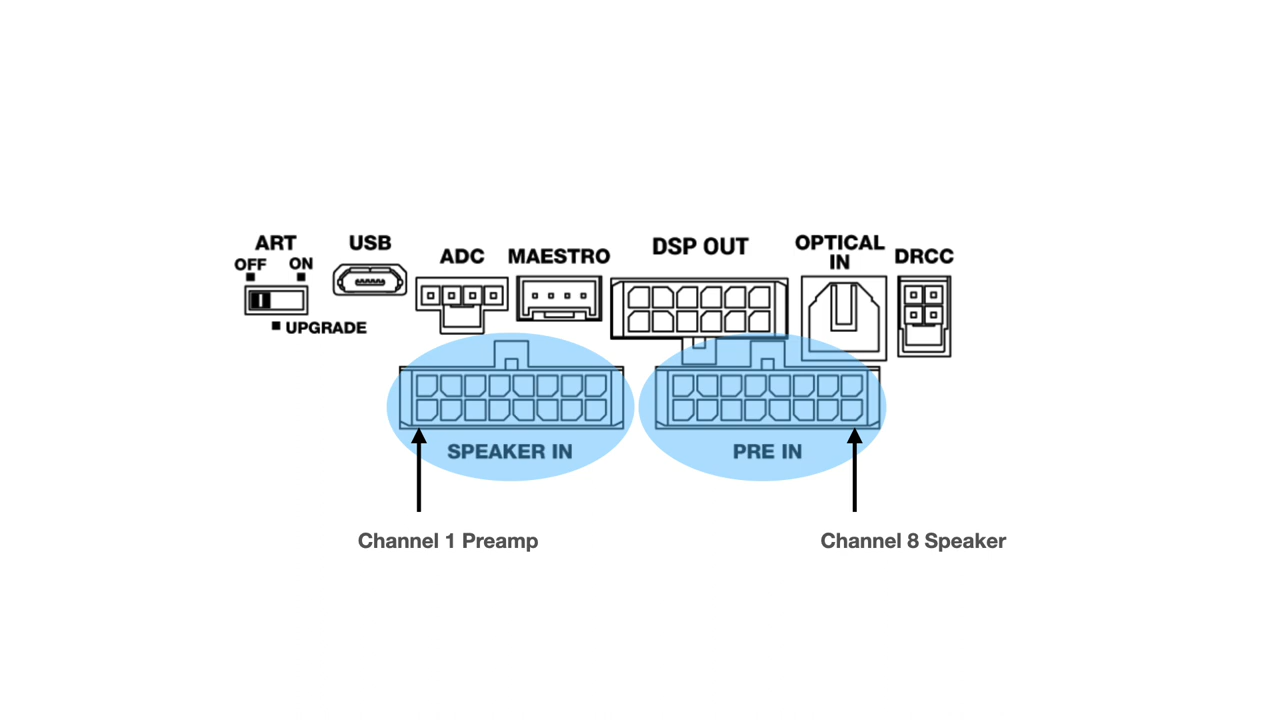 ART
OFF ON
UPGRADE
USB
ADC
MAESTRO
DSP OUT
OPTICAL
IN
DRCC
SPEAKER IN
PRE IN
Channel 1 Preamp
Channel 8 Speaker